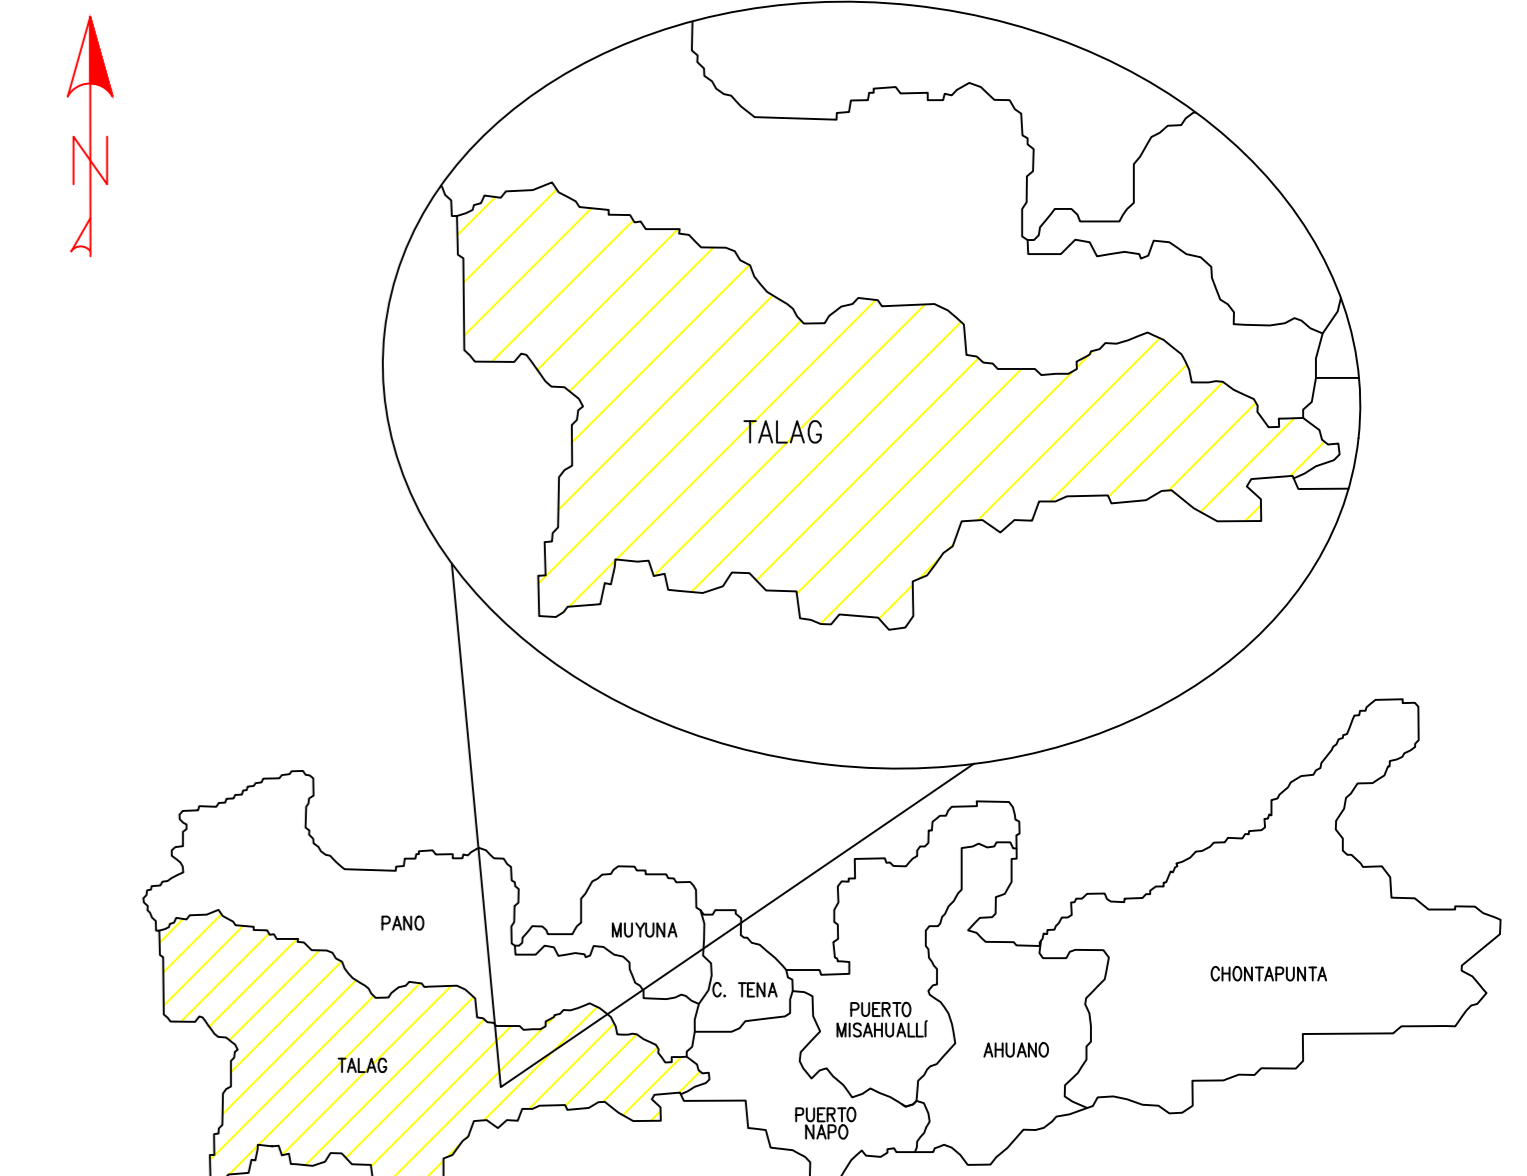 N
TALAG
PANO
MUYUNA
C. TENA
CHONTAPUNTA
PUERTO
MISAHUALLÍ
AHUANO
TALAG
PUERTO
NAPO